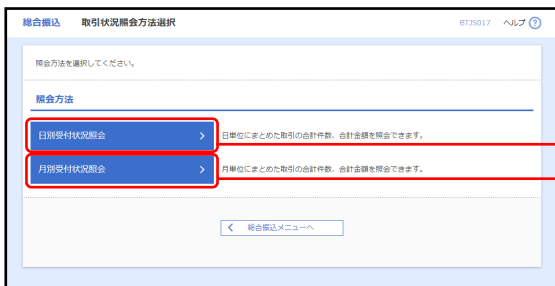 総合振込 取引状況照会方法選択 BTJS017 ヘルプ ?
照会方法を選択してください。
照会方法
日別受付状況照会 日単位にまとめた取引の合計件数、合計金額を照会できます。
月別受付状況照会 月単位にまとめた取引の合計件数、合計金額を照会できます。
総合振込メニューへ